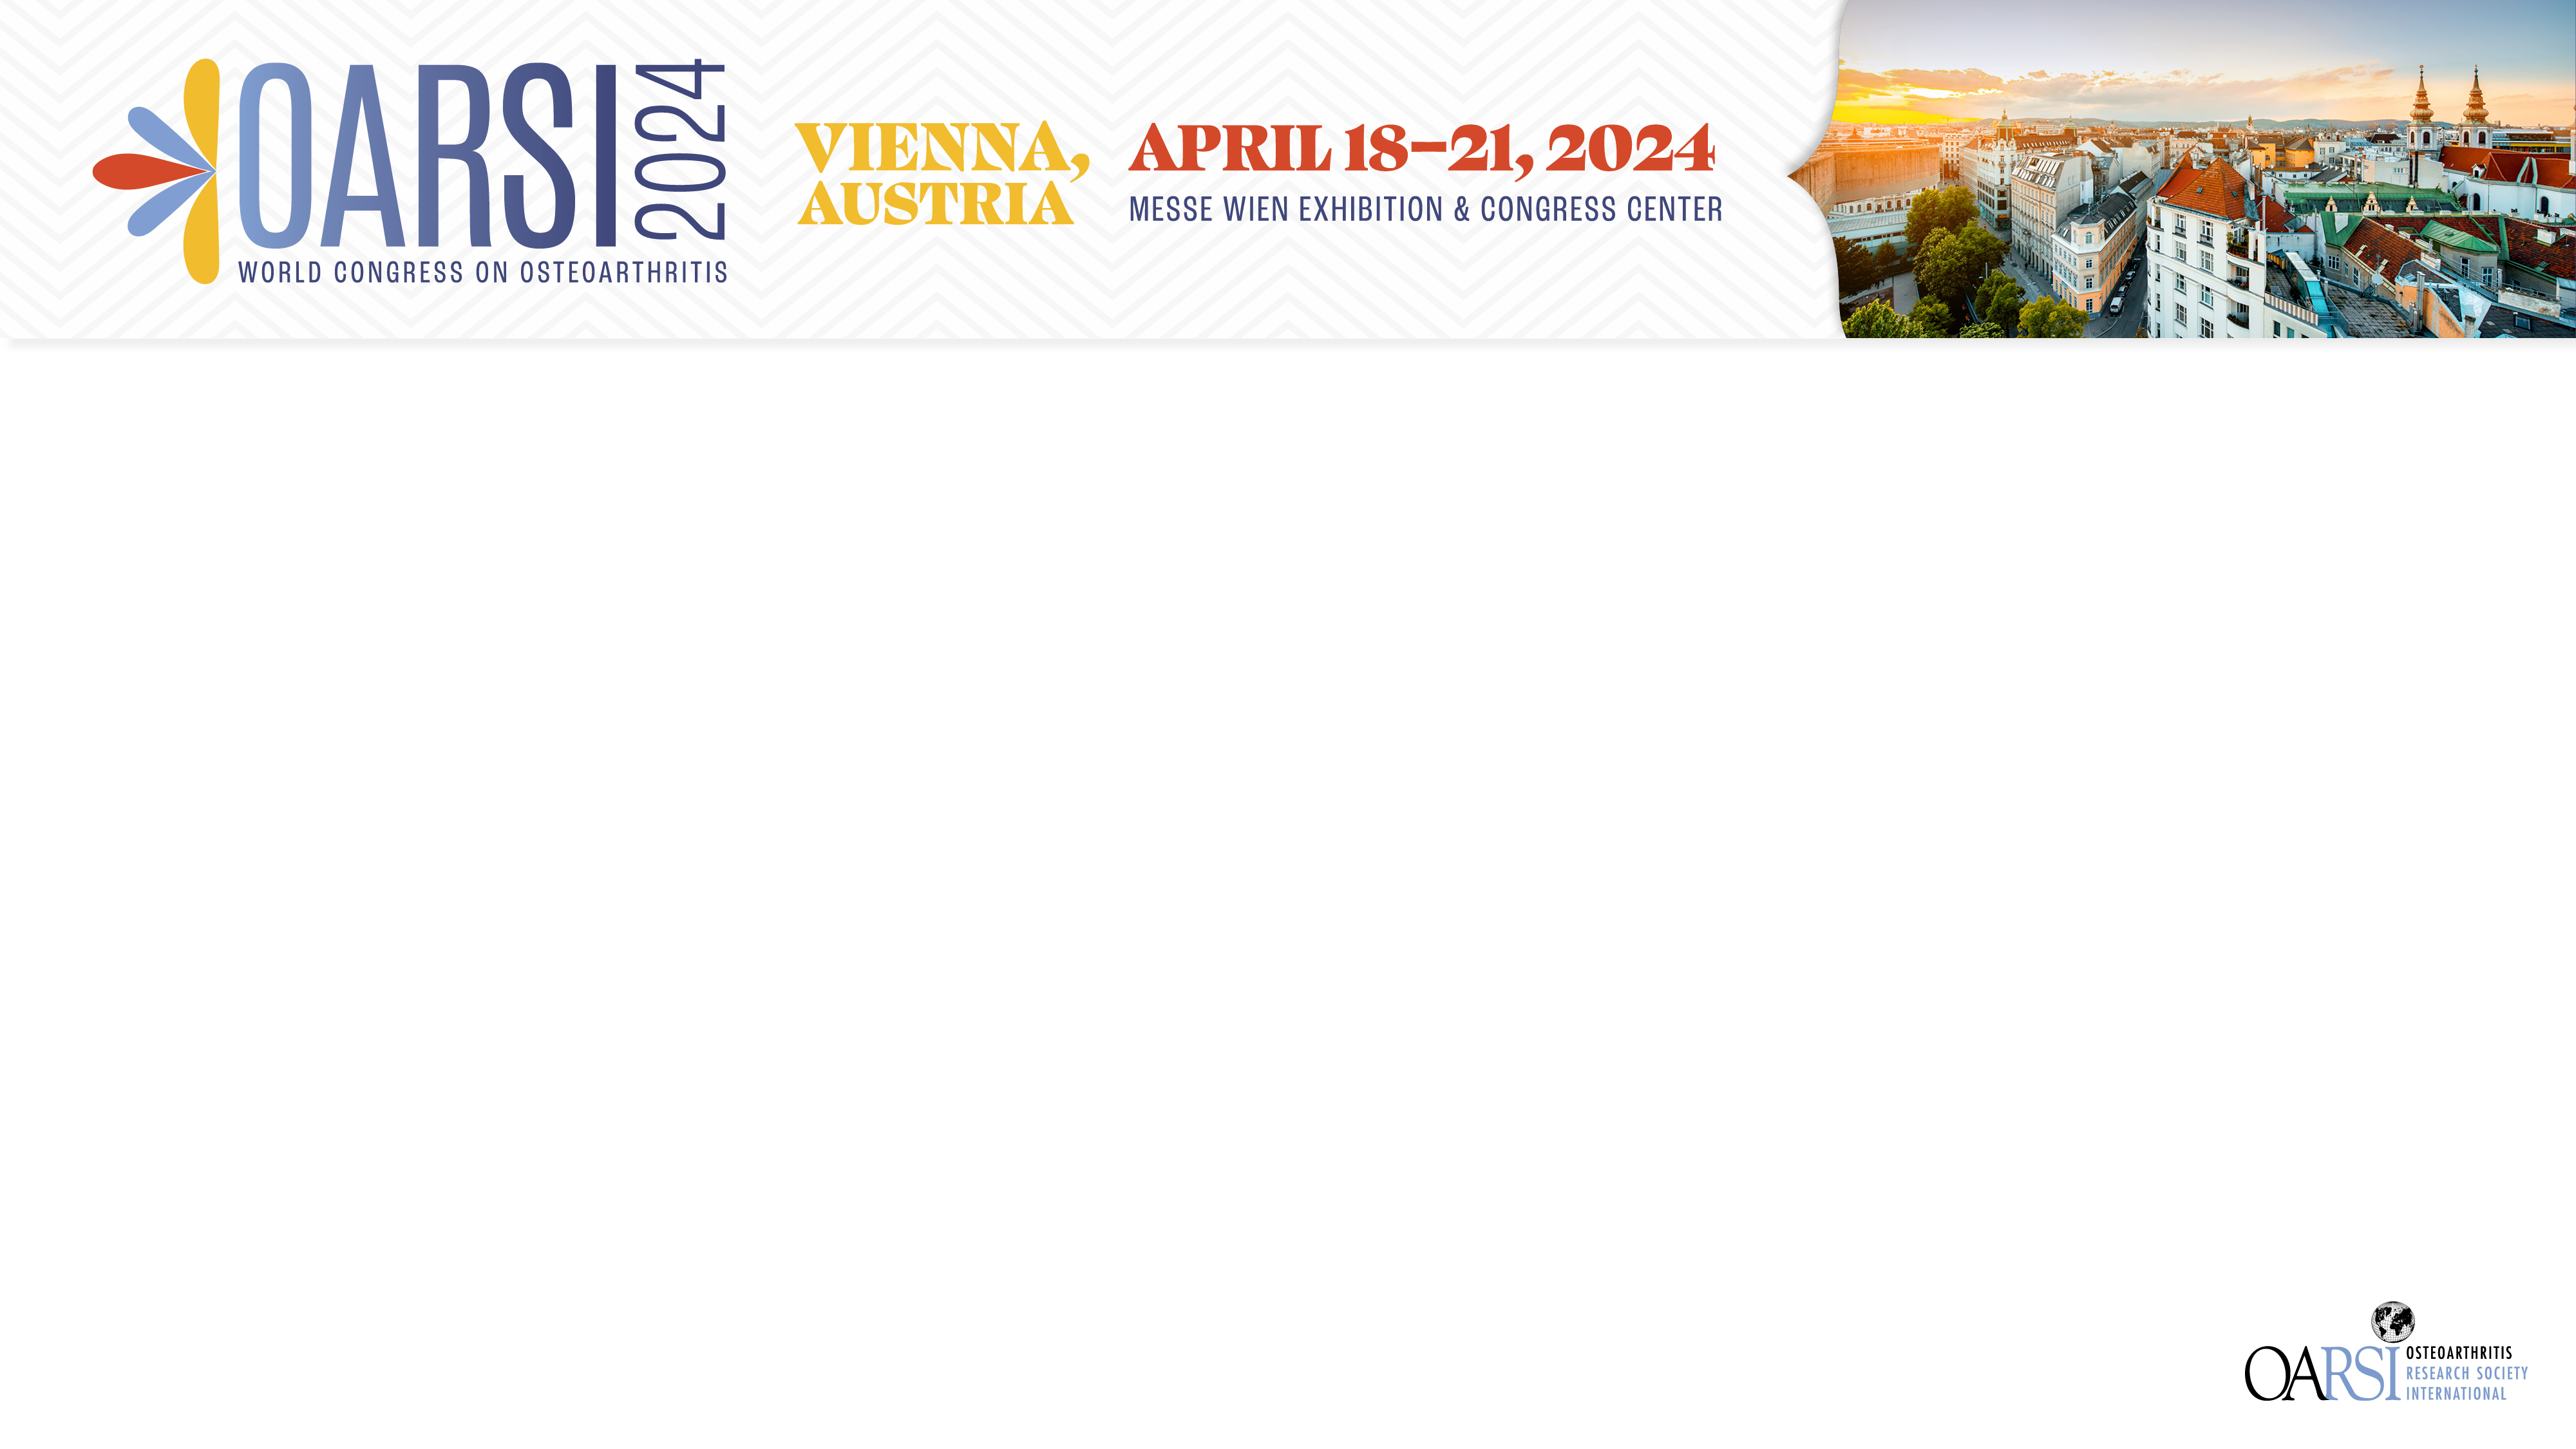 OARSI 2024
WORLD CONGRESS ON OSTEOARTHRITIS
VIENNA,
AUSTRIA
APRIL 18–21, 2024
MESSE WIEN EXHIBITION & CONGRESS CENTER
OARSI
OSTEOARTHRITIS
RESEARCH SOCIETY
INTERNATIONAL